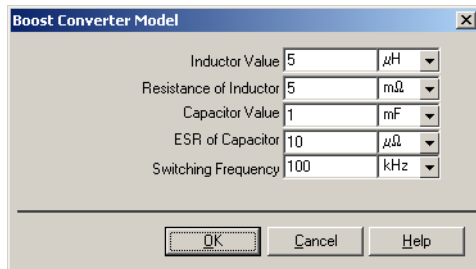 Boost Converter Model
Inductor Value 5 μH
Resistance of Inductor 5 mΩ
Capacitor Value 1 mF
ESR of Capacitor 10 μΩ
Switching Frequency 100 kHz
OK Cancel Help